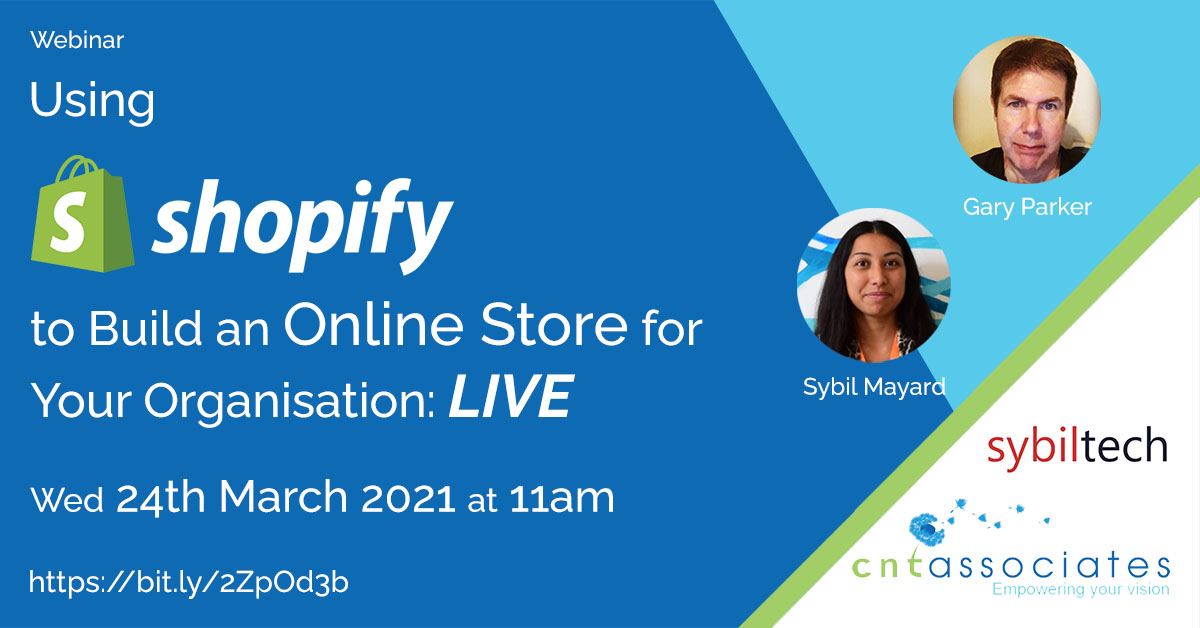 Webinar
Using
shopify
to Build an Online Store for
Your Organisation: LIVE
Wed 24th March 2021 at 11am
https://bit.ly/2ZpOd3b
Gary Parker
Sybil Mayard
sybiltech
cntassociates
Empowering your vision